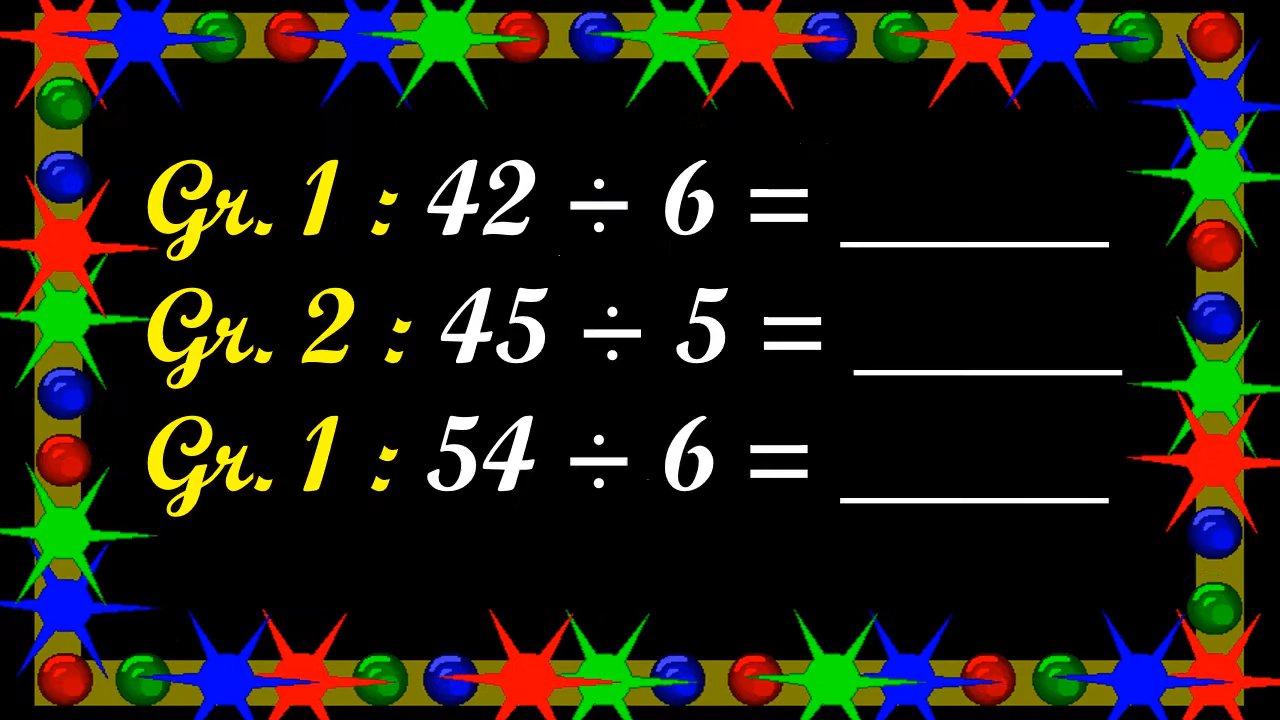 Gr. 1 : 42 ÷ 6 = ______
Gr. 2 : 45 ÷ 5 = ______
Gr. 1 : 54 ÷ 6 = ______